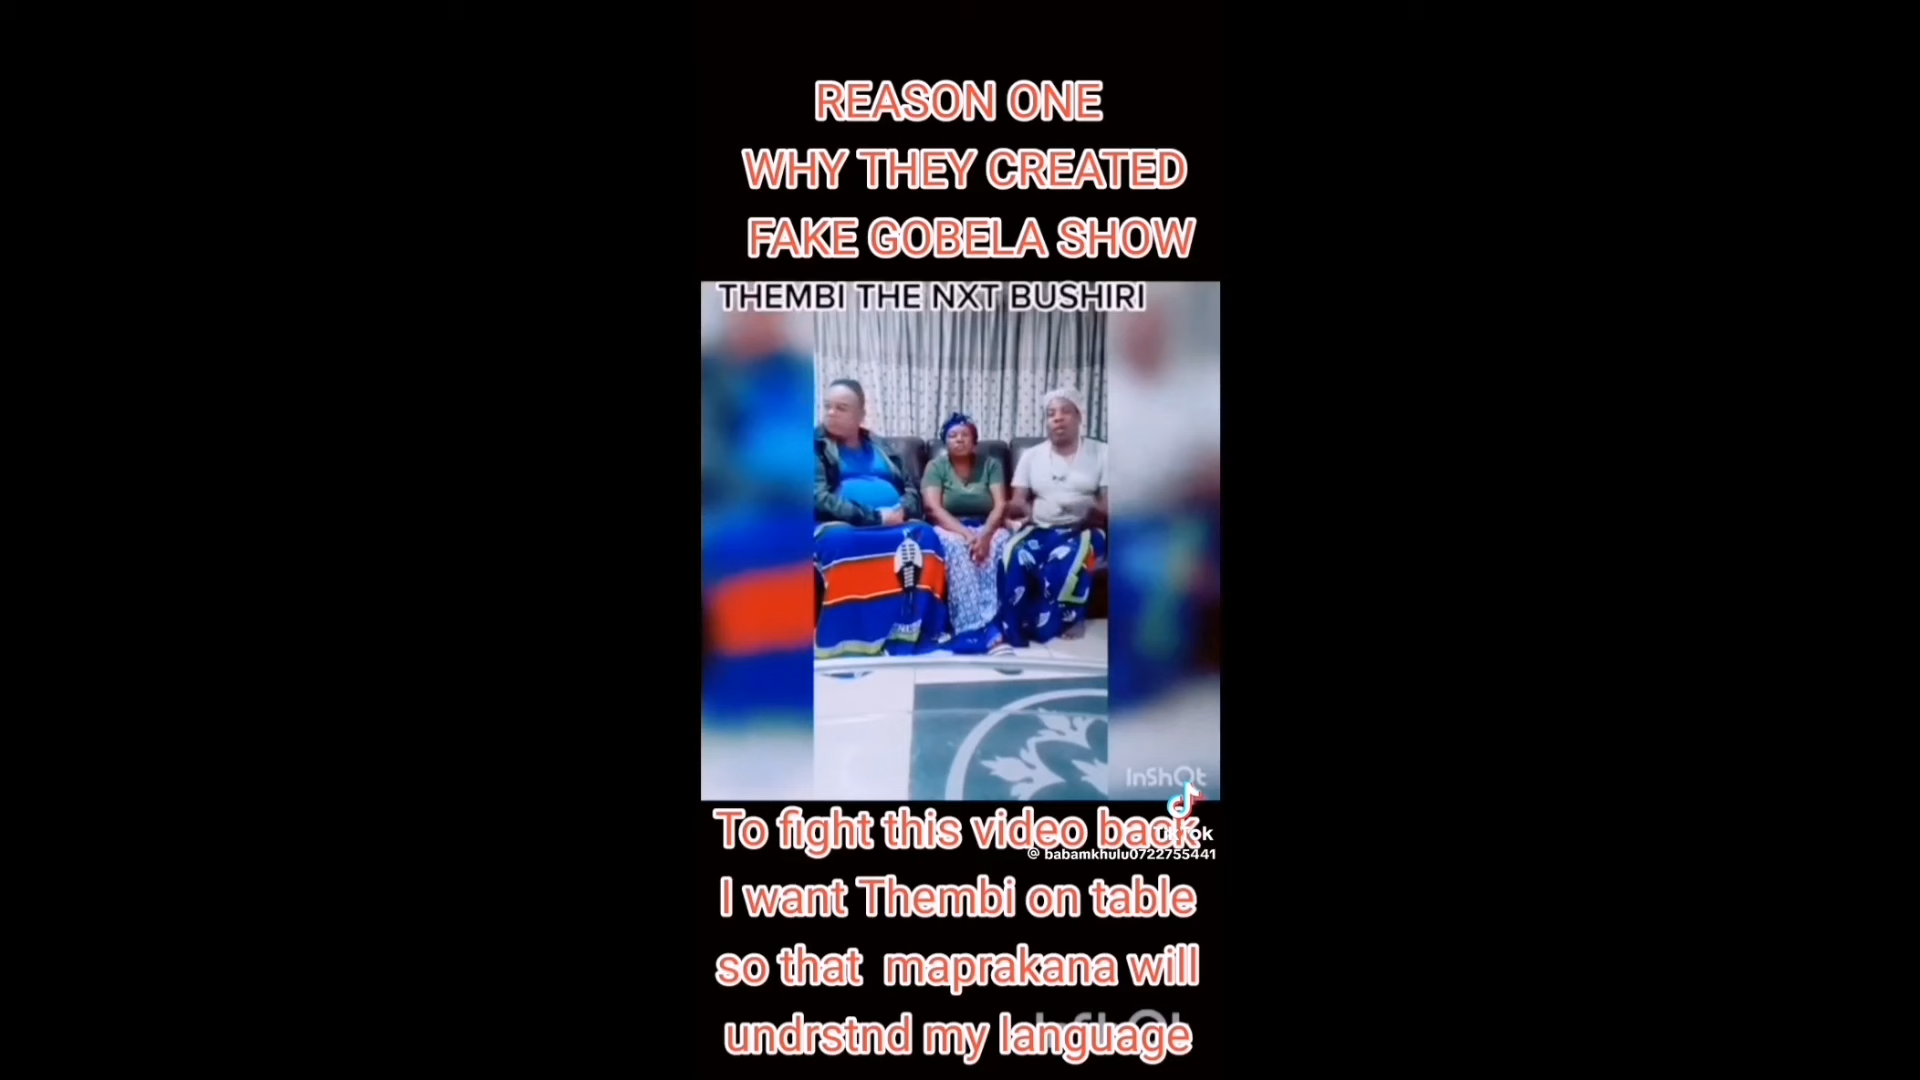 REASON ONE
WHY THEY CREATED
FAKE GOBELA SHOW
THEMBI THE NXT BUSHIRI
InShOt
TikTok
To fight this video back
@ babamkhulu0722755441
I want Thembi on table
so that maprakana will
undrstnd my language